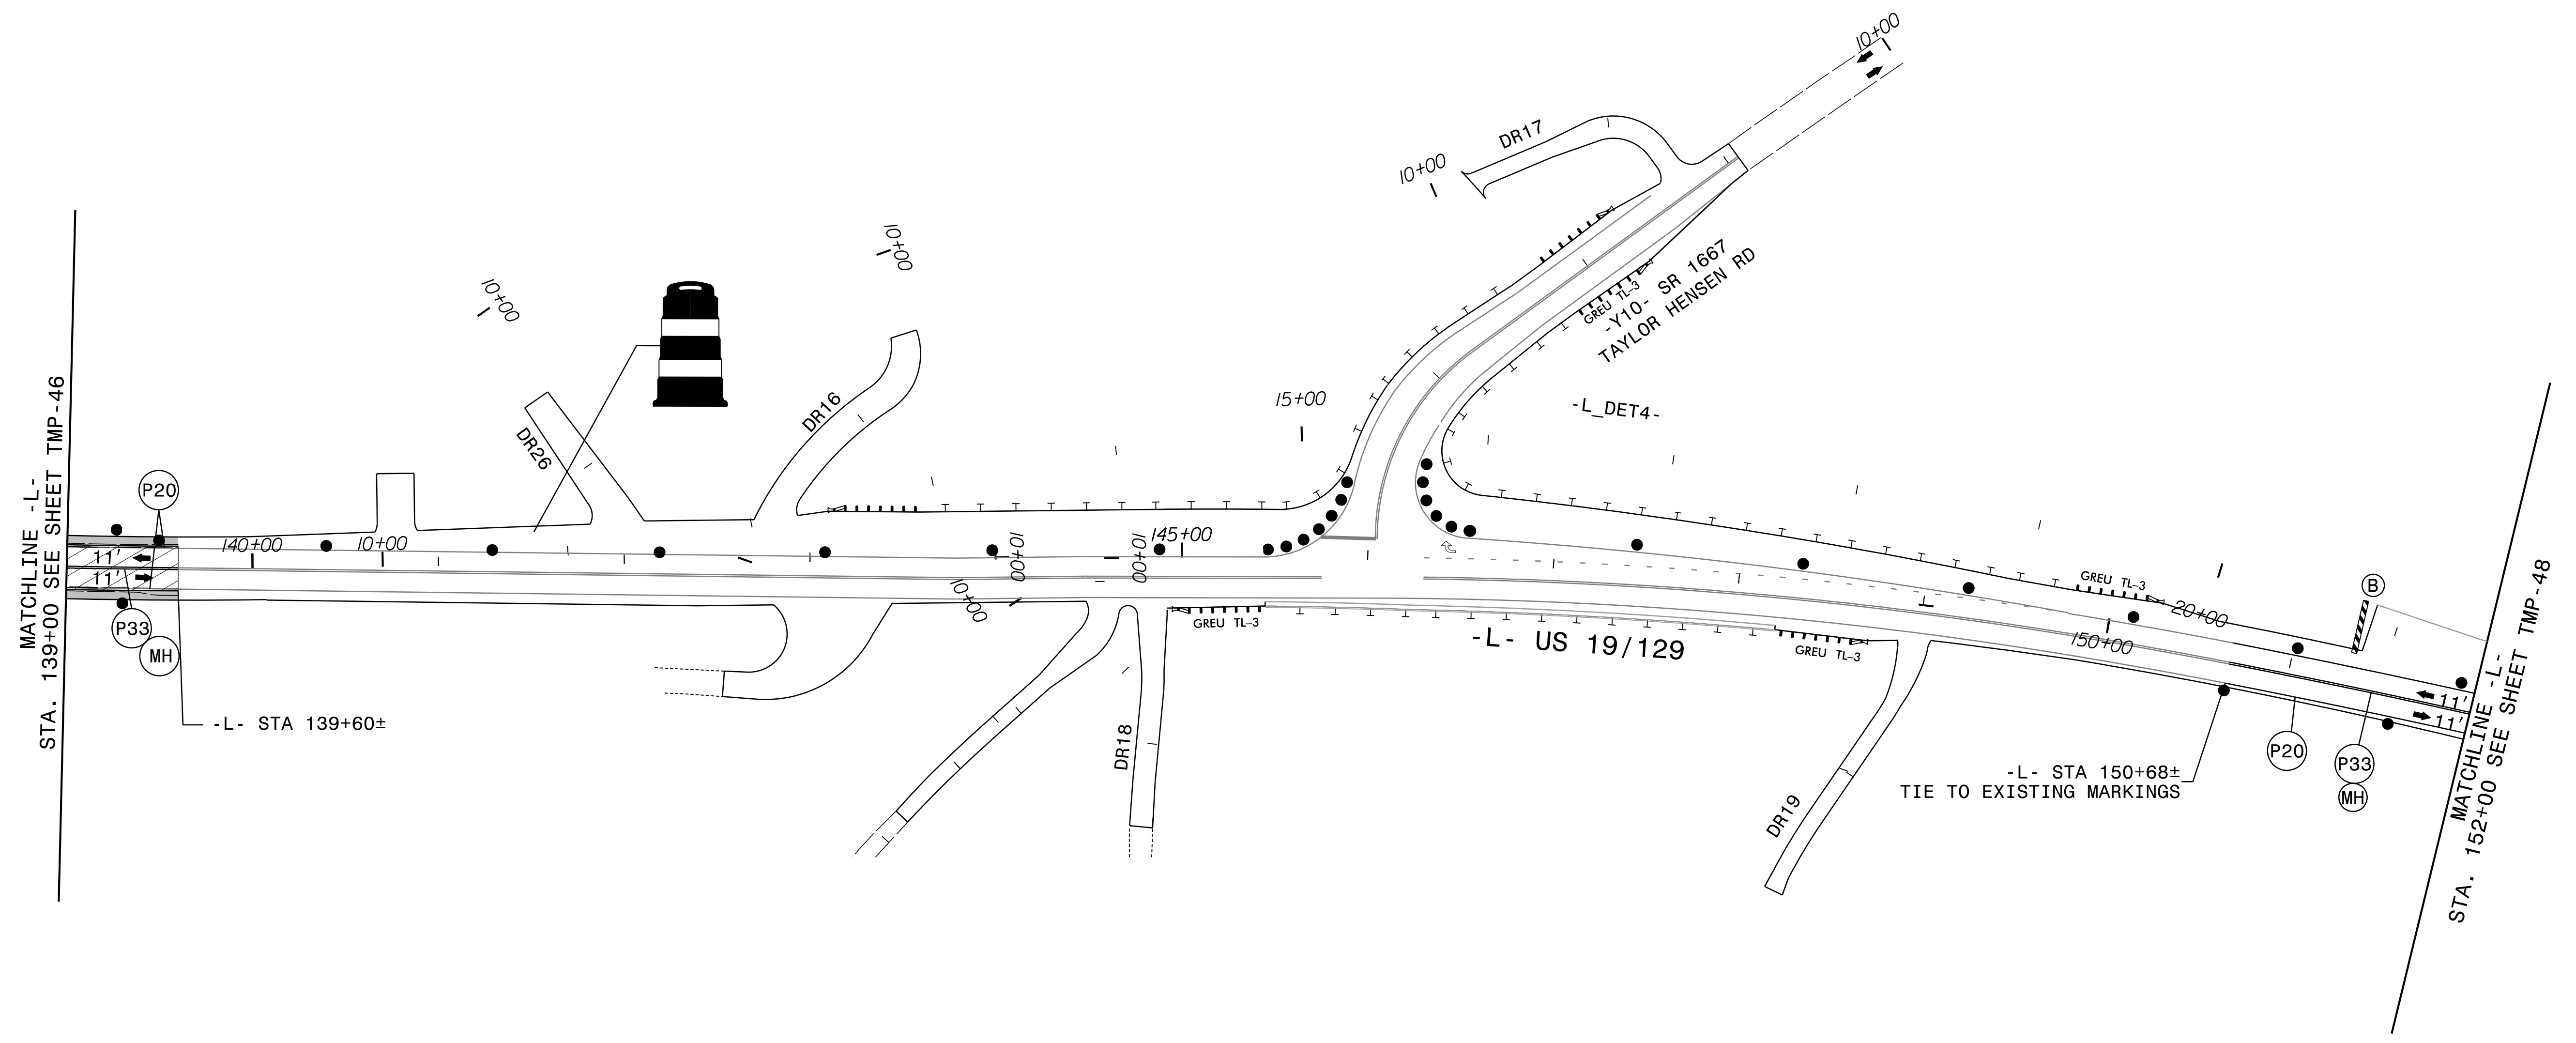 MATCHLINE -L-
STA. 139+00 SEE SHEET TMP-46
P20
11'
11'
P33
MH
-L- STA 139+60±
140+00
10+00
10+00
DR26
DR16
10+00
10+00
10+00
10+00
145+00
DR18
GREU TL-3
15+00
10+00
DR17
10+00
GREU TL-3
-Y10- SR 1667
TAYLOR HENSEN RD
-L_DET4-
-L- US 19/129
GREU TL-3
DR19
GREU TL-3
20+00
150+00
B
-L- STA 150+68±
TIE TO EXISTING MARKINGS
P20
P33
MH
11'
11'
MATCHLINE -L-
STA. 152+00 SEE SHEET TMP-48